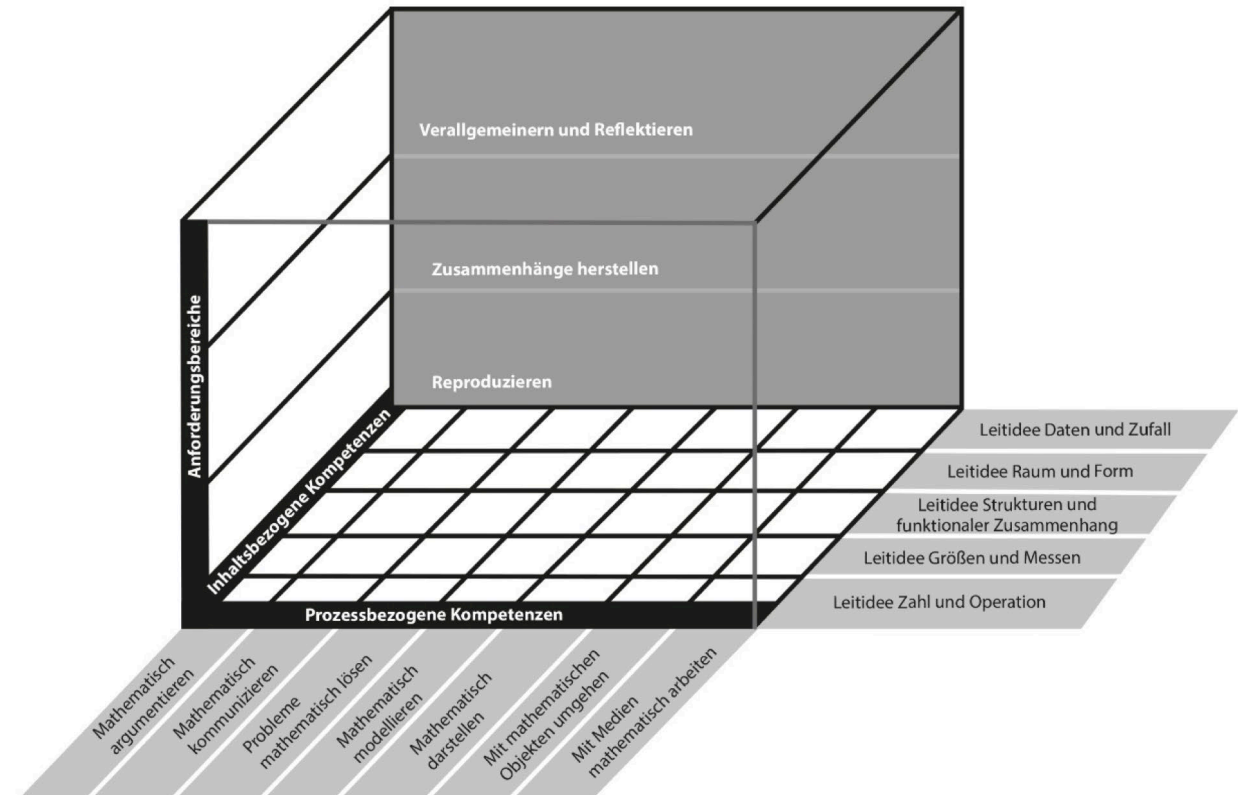 Verallgemeinern und Reflektieren
Zusammenhänge herstellen
Reproduzieren
Anforderungsbereiche
Inhaltsbezogene Kompetenzen
Prozessbezogene Kompetenzen
Leitidee Daten und Zufall
Leitidee Raum und Form
Leitidee Strukturen und
funktionaler Zusammenhang
Leitidee Größen und Messen
Leitidee Zahl und Operation
Mathematisch
argumentieren
Mathematisch
kommunizieren
Probleme
mathematisch lösen
Mathematisch
modellieren
Mathematisch
darstellen
Mit mathematischen
Objekten umgehen
Mit Medien
mathematisch arbeiten